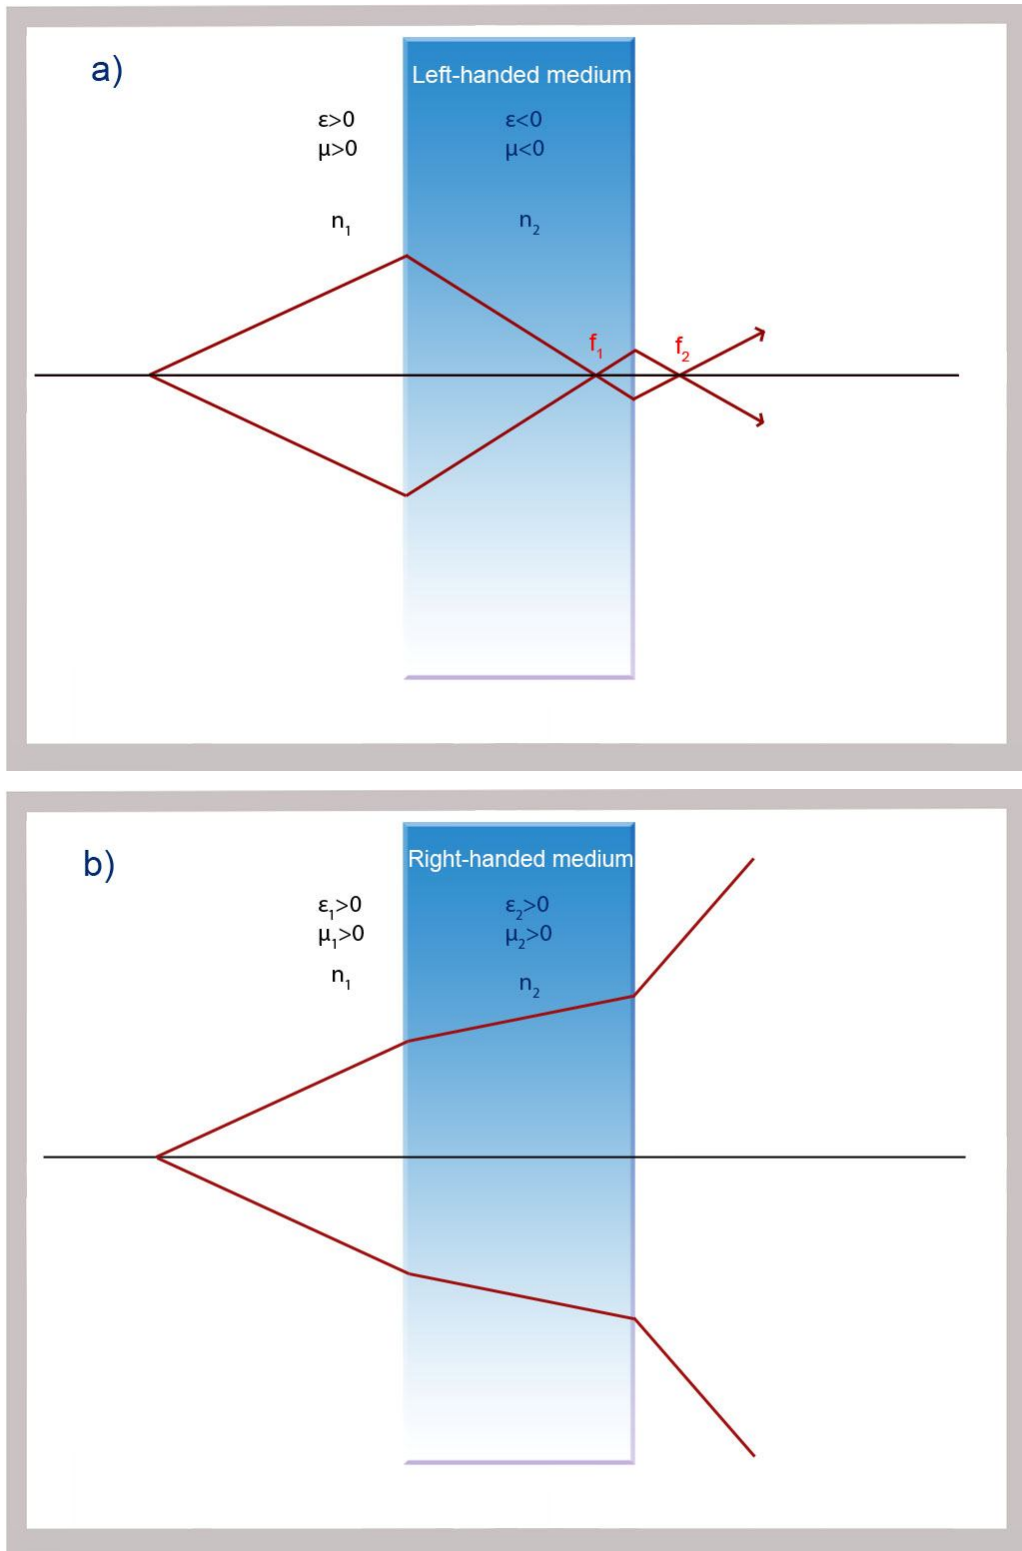 a)
Left-handed medium
ε>0
μ>0
n₁
ε<0
μ<0
n₂
f₁
f₂
b)
Right-handed medium
ε₁>0
μ₁>0
n₁
ε₂>0
μ₂>0
n₂